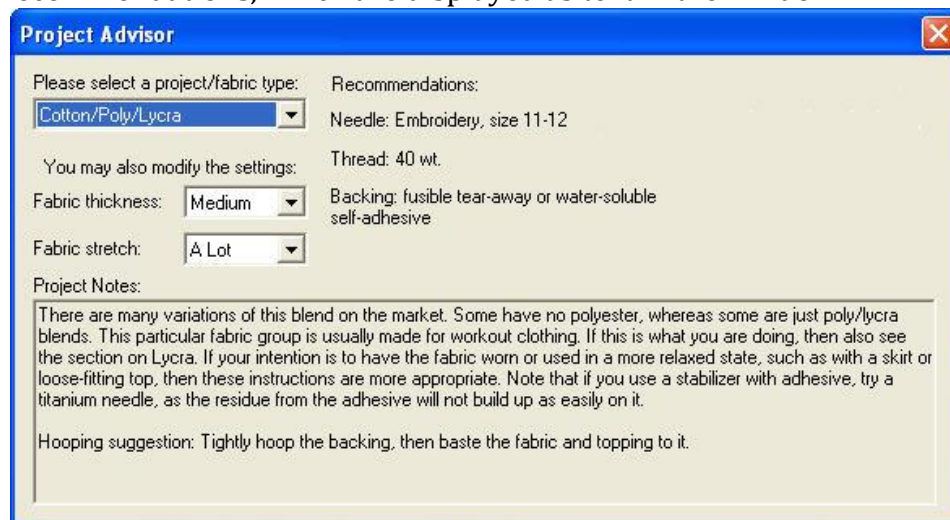 Project Advisor
Please select a project/fabric type:
Cotton/Poly/Lycra
You may also modify the settings:
Fabric thickness: Medium
Fabric stretch: A Lot
Recommendations:
Needle: Embroidery, size 11-12
Thread: 40 wt.
Backing: fusible tear-away or water-soluble
self-adhesive
Project Notes:
There are many variations of this blend on the market. Some have no polyester, whereas some are just poly/lycra
blends. This particular fabric group is usually made for workout clothing. If this is what you are doing, then also see
the section on Lycra. If your intention is to have the fabric worn or used in a more relaxed state, such as with a skirt or
loose-fitting top, then these instructions are more appropriate. Note that if you use a stabilizer with adhesive, try a
titanium needle, as the residue from the adhesive will not build up as easily on it.
Hooping suggestion: Tightly hoop the backing, then baste the fabric and topping to it.